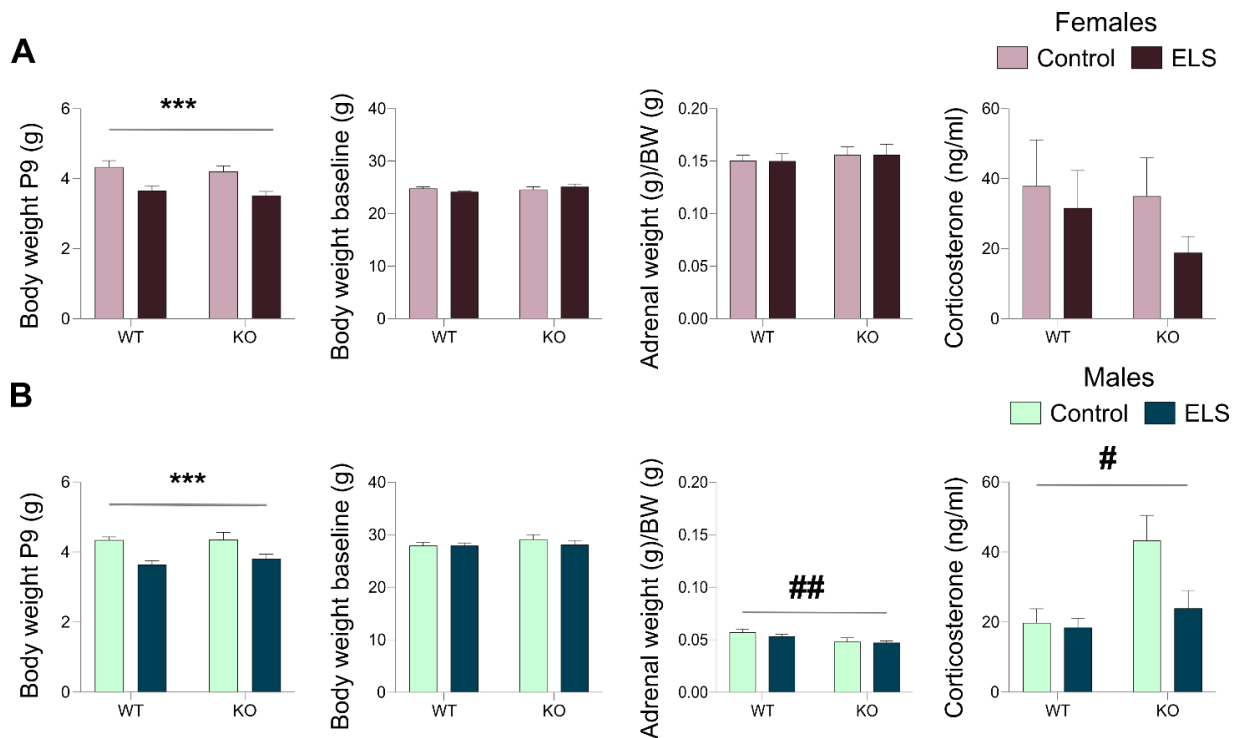 Females
Control ELS
A
Body weight P9 (g)
6
4
2
0
***
WT KO
Body weight baseline (g)
40
30
20
10
0
WT KO
Adrenal weight (g)/BW (g)
0.20
0.15
0.10
0.05
0.00
WT KO
Corticosterone (ng/ml)
60
40
20
0
WT KO
Males
Control ELS
B
Body weight P9 (g)
6
4
2
0
***
WT KO
Body weight baseline (g)
40
30
20
10
0
WT KO
Adrenal weight (g)/BW (g)
0.20
0.15
0.10
0.05
0.00
##
WT KO
Corticosterone (ng/ml)
60
40
20
0
#
WT KO